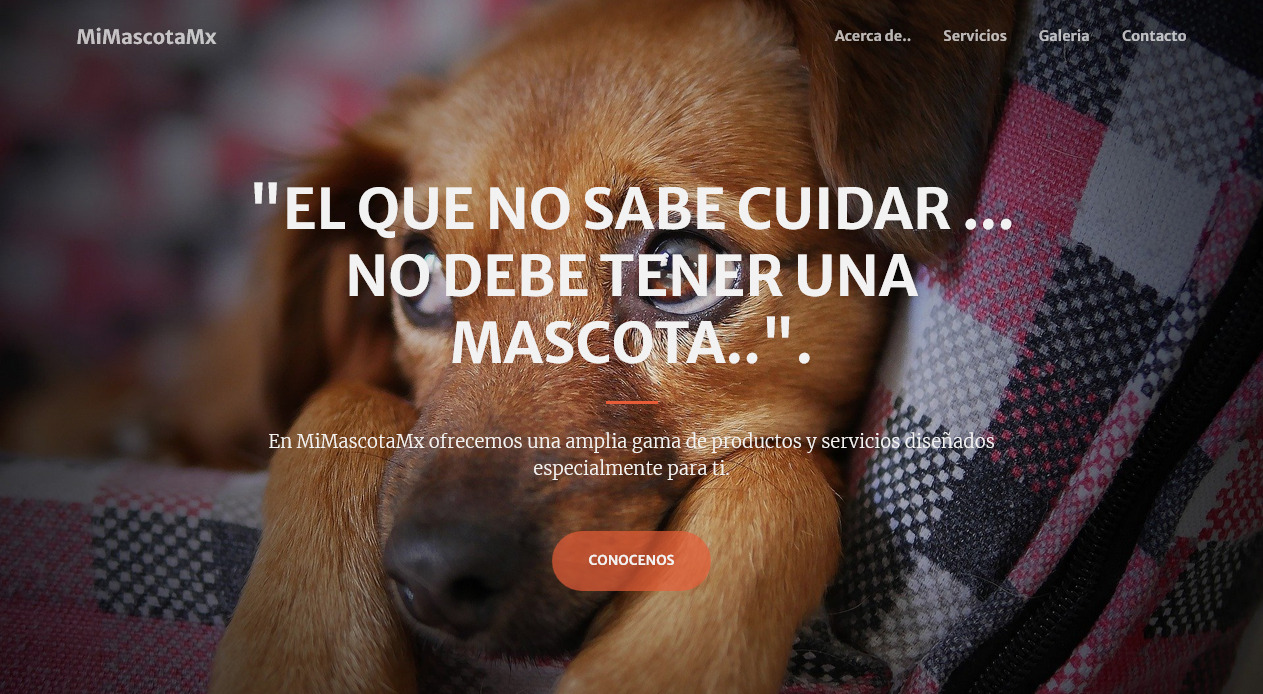 MiMascotaMx
Acerca de.. Servicios Galeria Contacto
"EL QUE NO SABE CUIDAR ...
NO DEBE TENER UNA
MASCOTA..".
En MiMascotaMx ofrecemos una amplia gama de productos y servicios diseñados
especialmente para ti.
CONOCENOS